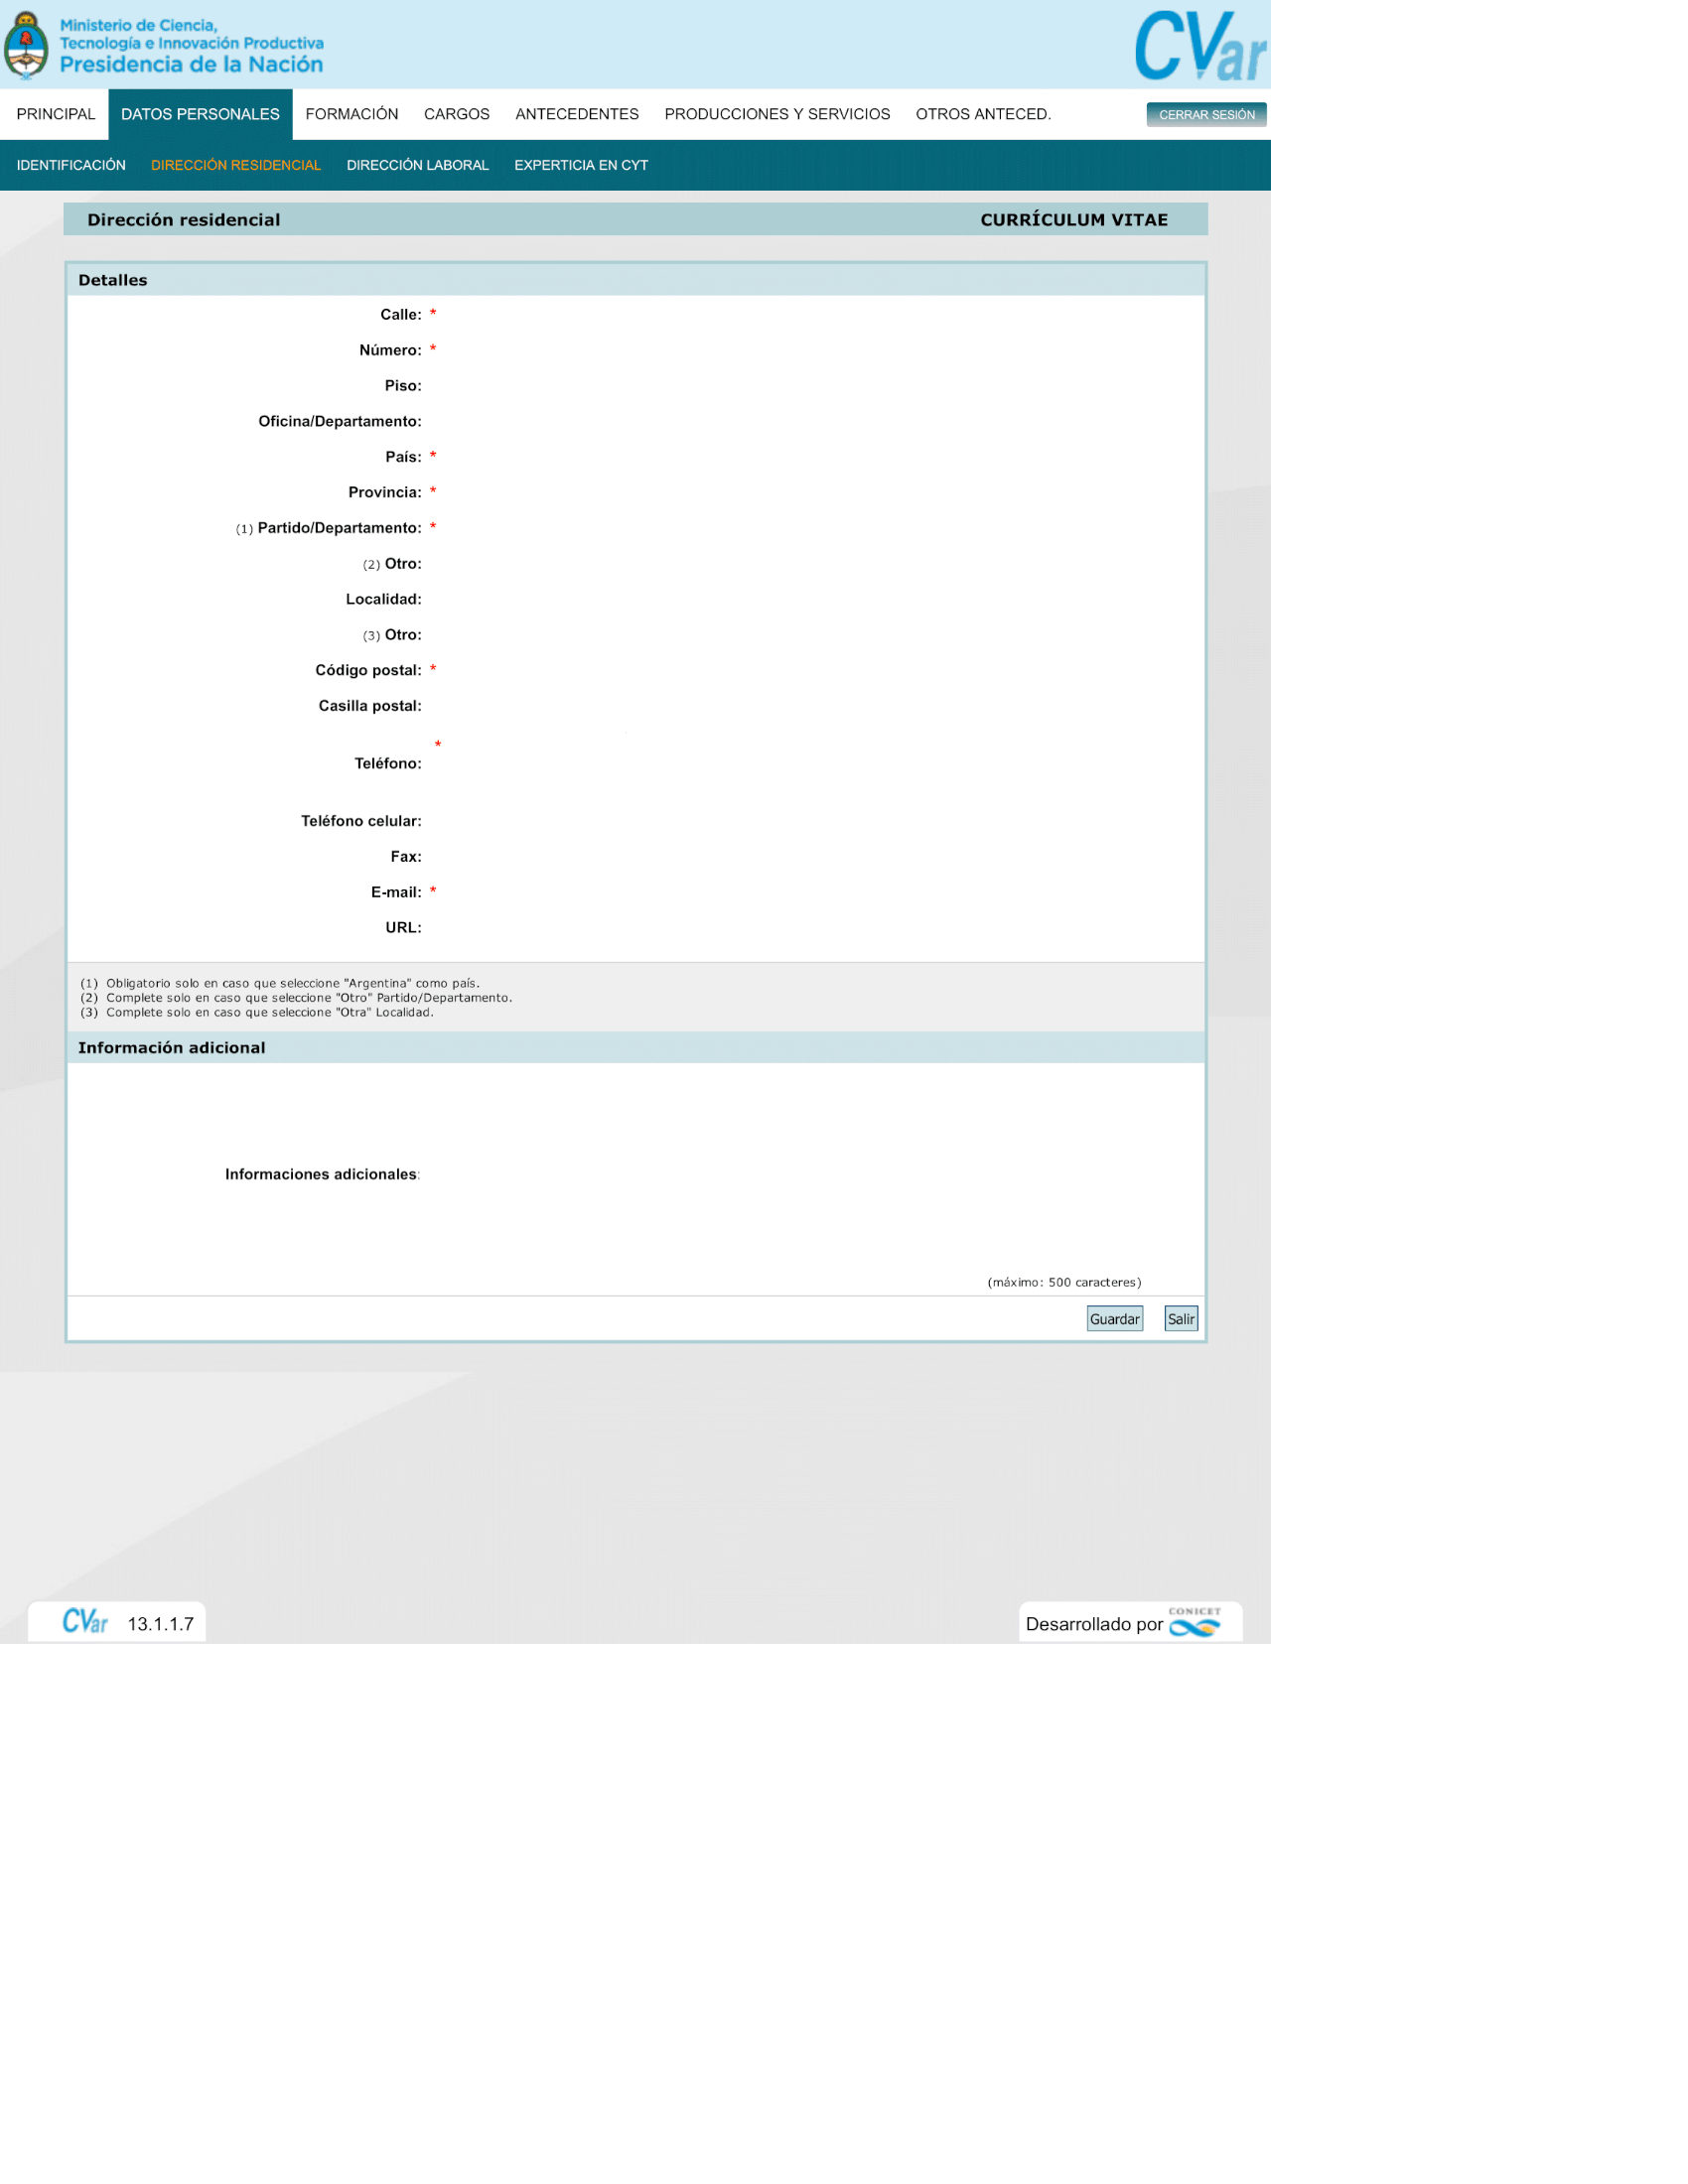 Ministerio de Ciencia,
Tecnología e Innovación Productiva
Presidencia de la Nación
CVar
PRINCIPAL DATOS PERSONALES FORMACIÓN CARGOS ANTECEDENTES PRODUCCIONES Y SERVICIOS OTROS ANTECED. CERRAR SESIÓN
IDENTIFICACIÓN DIRECCIÓN RESIDENCIAL DIRECCIÓN LABORAL EXPERTICIA EN CYT
Dirección residencial CURRÍCULUM VITAE
Detalles
Calle: *
Número: *
Piso:
Oficina/Departamento:
País: *
Provincia: *
(1) Partido/Departamento: *
(2) Otro:
Localidad:
(3) Otro:
Código postal: *
Casilla postal:
*
Teléfono:
Teléfono celular:
Fax:
E-mail: *
URL:
(1) Obligatorio solo en caso que seleccione "Argentina" como país.
(2) Complete solo en caso que seleccione "Otro" Partido/Departamento.
(3) Complete solo en caso que seleccione "Otra" Localidad.
Información adicional
Informaciones adicionales:
(máximo: 500 caracteres)
Guardar Salir
CVar 13.1.1.7 Desarrollado por CONICET